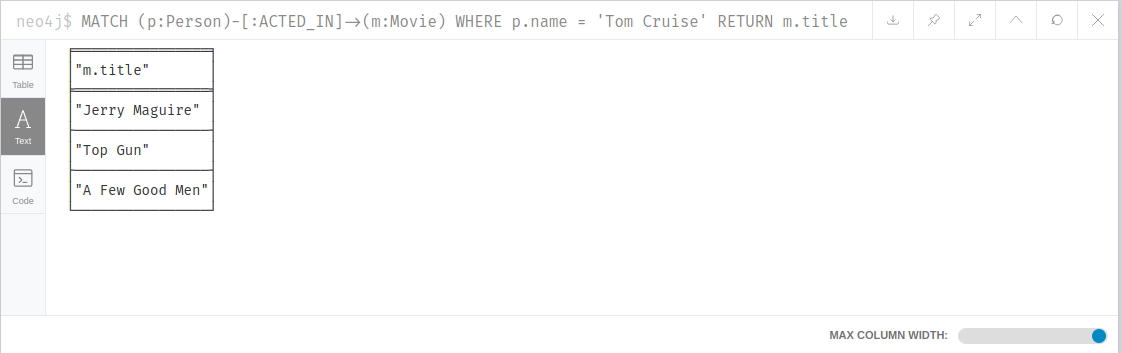 neo4j$ MATCH (p:Person)-[:ACTED_IN]->(m:Movie) WHERE p.name = 'Tom Cruise' RETURN m.title
Table
A
Text
Code
"m.title"
"Jerry Maguire"
"Top Gun"
"A Few Good Men"
MAX COLUMN WIDTH: